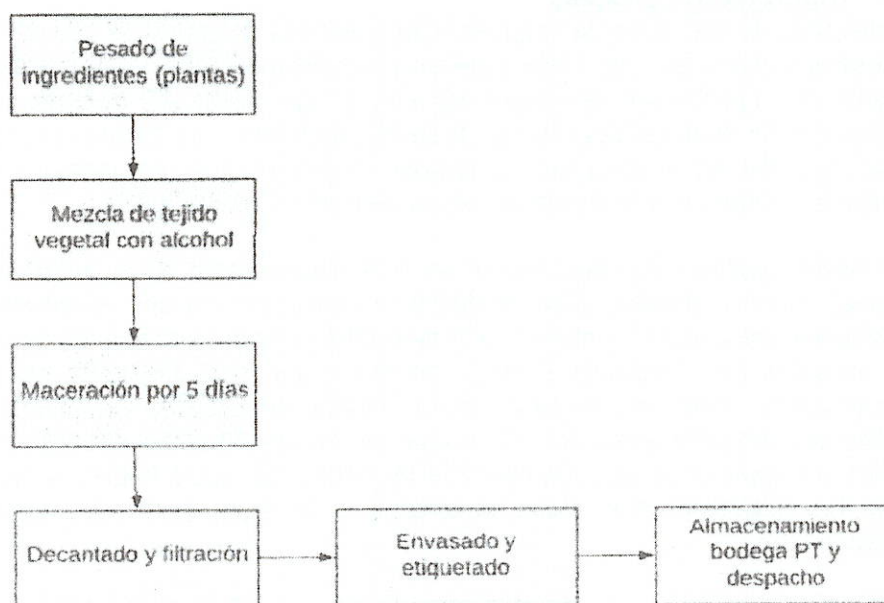 Pesado de
ingredientes (plantas)
Mezcla de tejido
vegetal con alcohol
Maceración por 5 días
Decantado y filtración
Envasado y
etiquetado
Almacenamiento
bodega PT y
despacho